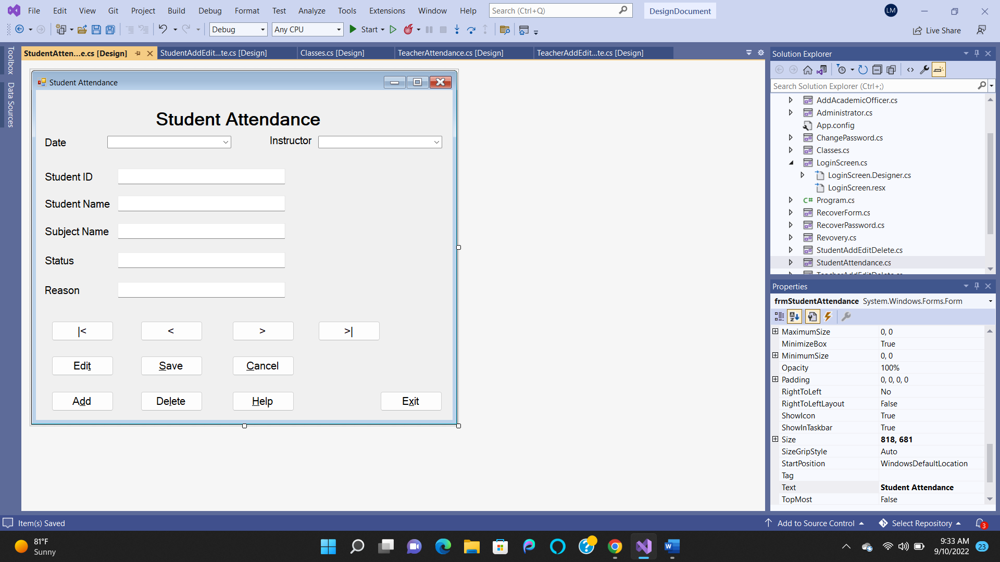 File Edit View Git Project Build Debug Format Test Analyze Tools Extensions Window Help Search (Ctrl+Q) DesignDocument LM
Debug Any CPU Start Live Share
Toolbox
Data Sources
StudentAtten...e.cs [Design] StudentAddEdit...te.cs [Design] Classes.cs [Design] TeacherAttendance.cs [Design] TeacherAddEdit...te.cs [Design]
Student Attendance
Student Attendance
Date Instructor
Student ID
Student Name
Subject Name
Status
Reason
|< < > >|
Edit Save Cancel
Add Delete Help Exit
Solution Explorer
Search Solution Explorer (Ctrl+;)
AddAcademicOfficer.cs
Administrator.cs
App.config
ChangePassword.cs
Classes.cs
LoginScreen.cs
LoginScreen.Designer.cs
LoginScreen.resx
C# Program.cs
RecoverForm.cs
RecoverPassword.cs
Revovery.cs
StudentAddEditDelete.cs
StudentAttendance.cs
TeacherAddEditDelete.cs
Properties
frmStudentAttendance System.Windows.Forms.Form
MaximumSize 0, 0
MinimizeBox True
MinimumSize 0, 0
Opacity 100%
Padding 0, 0, 0, 0
RightToLeft No
RightToLeftLayout False
ShowIcon True
ShowInTaskbar True
Size 818, 681
SizeGripStyle Auto
StartPosition WindowsDefaultLocation
Tag
Text Student Attendance
TopMost False
Item(s) Saved Add to Source Control Select Repository 3
81°F
Sunny
9:33 AM
9/10/2022 23